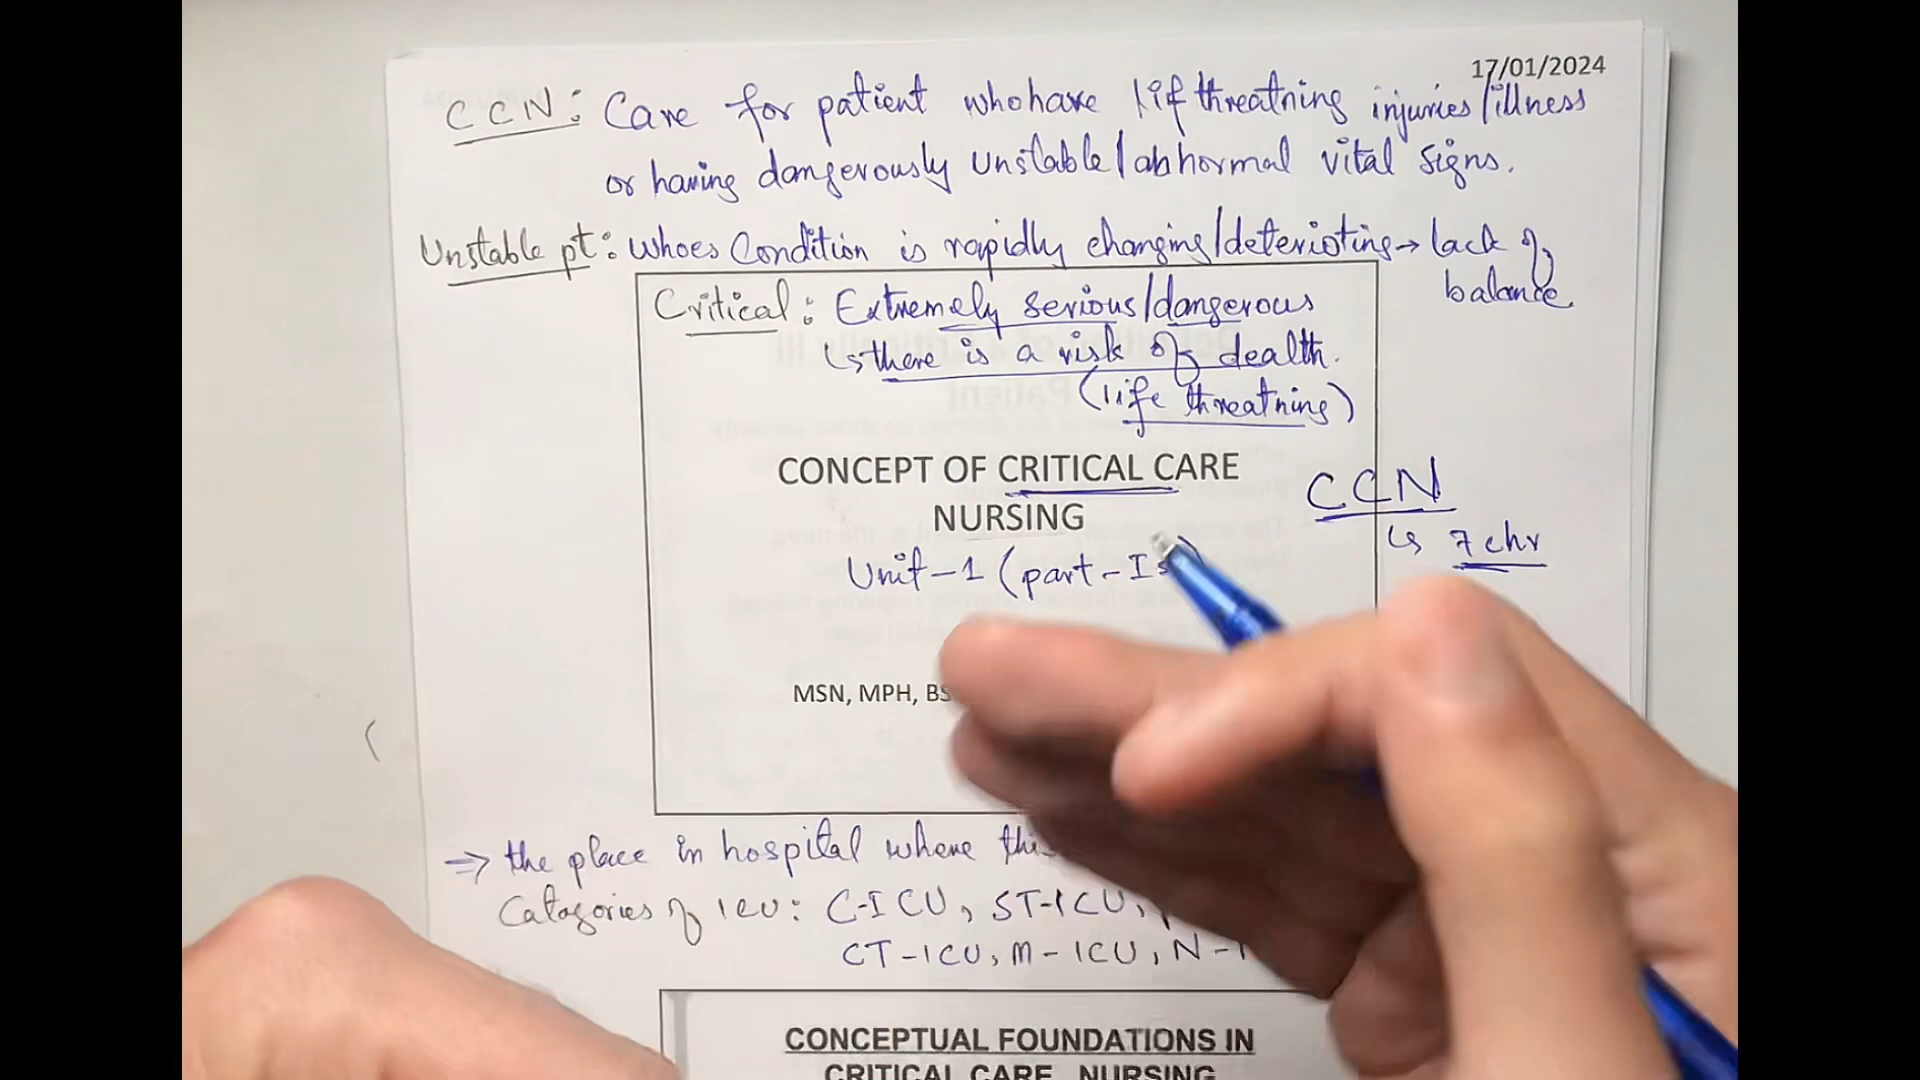 17/01/2024
CCN: Care for patient who have lif threatning injuries/illness
or having dangerously unstable/abnormal vital signs.
Unstable pt: whoes Condition is rapidly changing/deterioting → lack of
balance
Critical: Extremely serious/dangerous
↳ there is a risk of dealth.
(life threatning)
CONCEPT OF CRITICAL CARE
NURSING
CCN
↳ 7 chr
Unit-1 (part-I
MSN, MPH, BS
⇒ the place in hospital where thi
Catagories of ICU: C-ICU, ST-ICU,
CT-ICU, M-ICU, N-I
CONCEPTUAL FOUNDATIONS IN
CRITICAL CARE NURSING